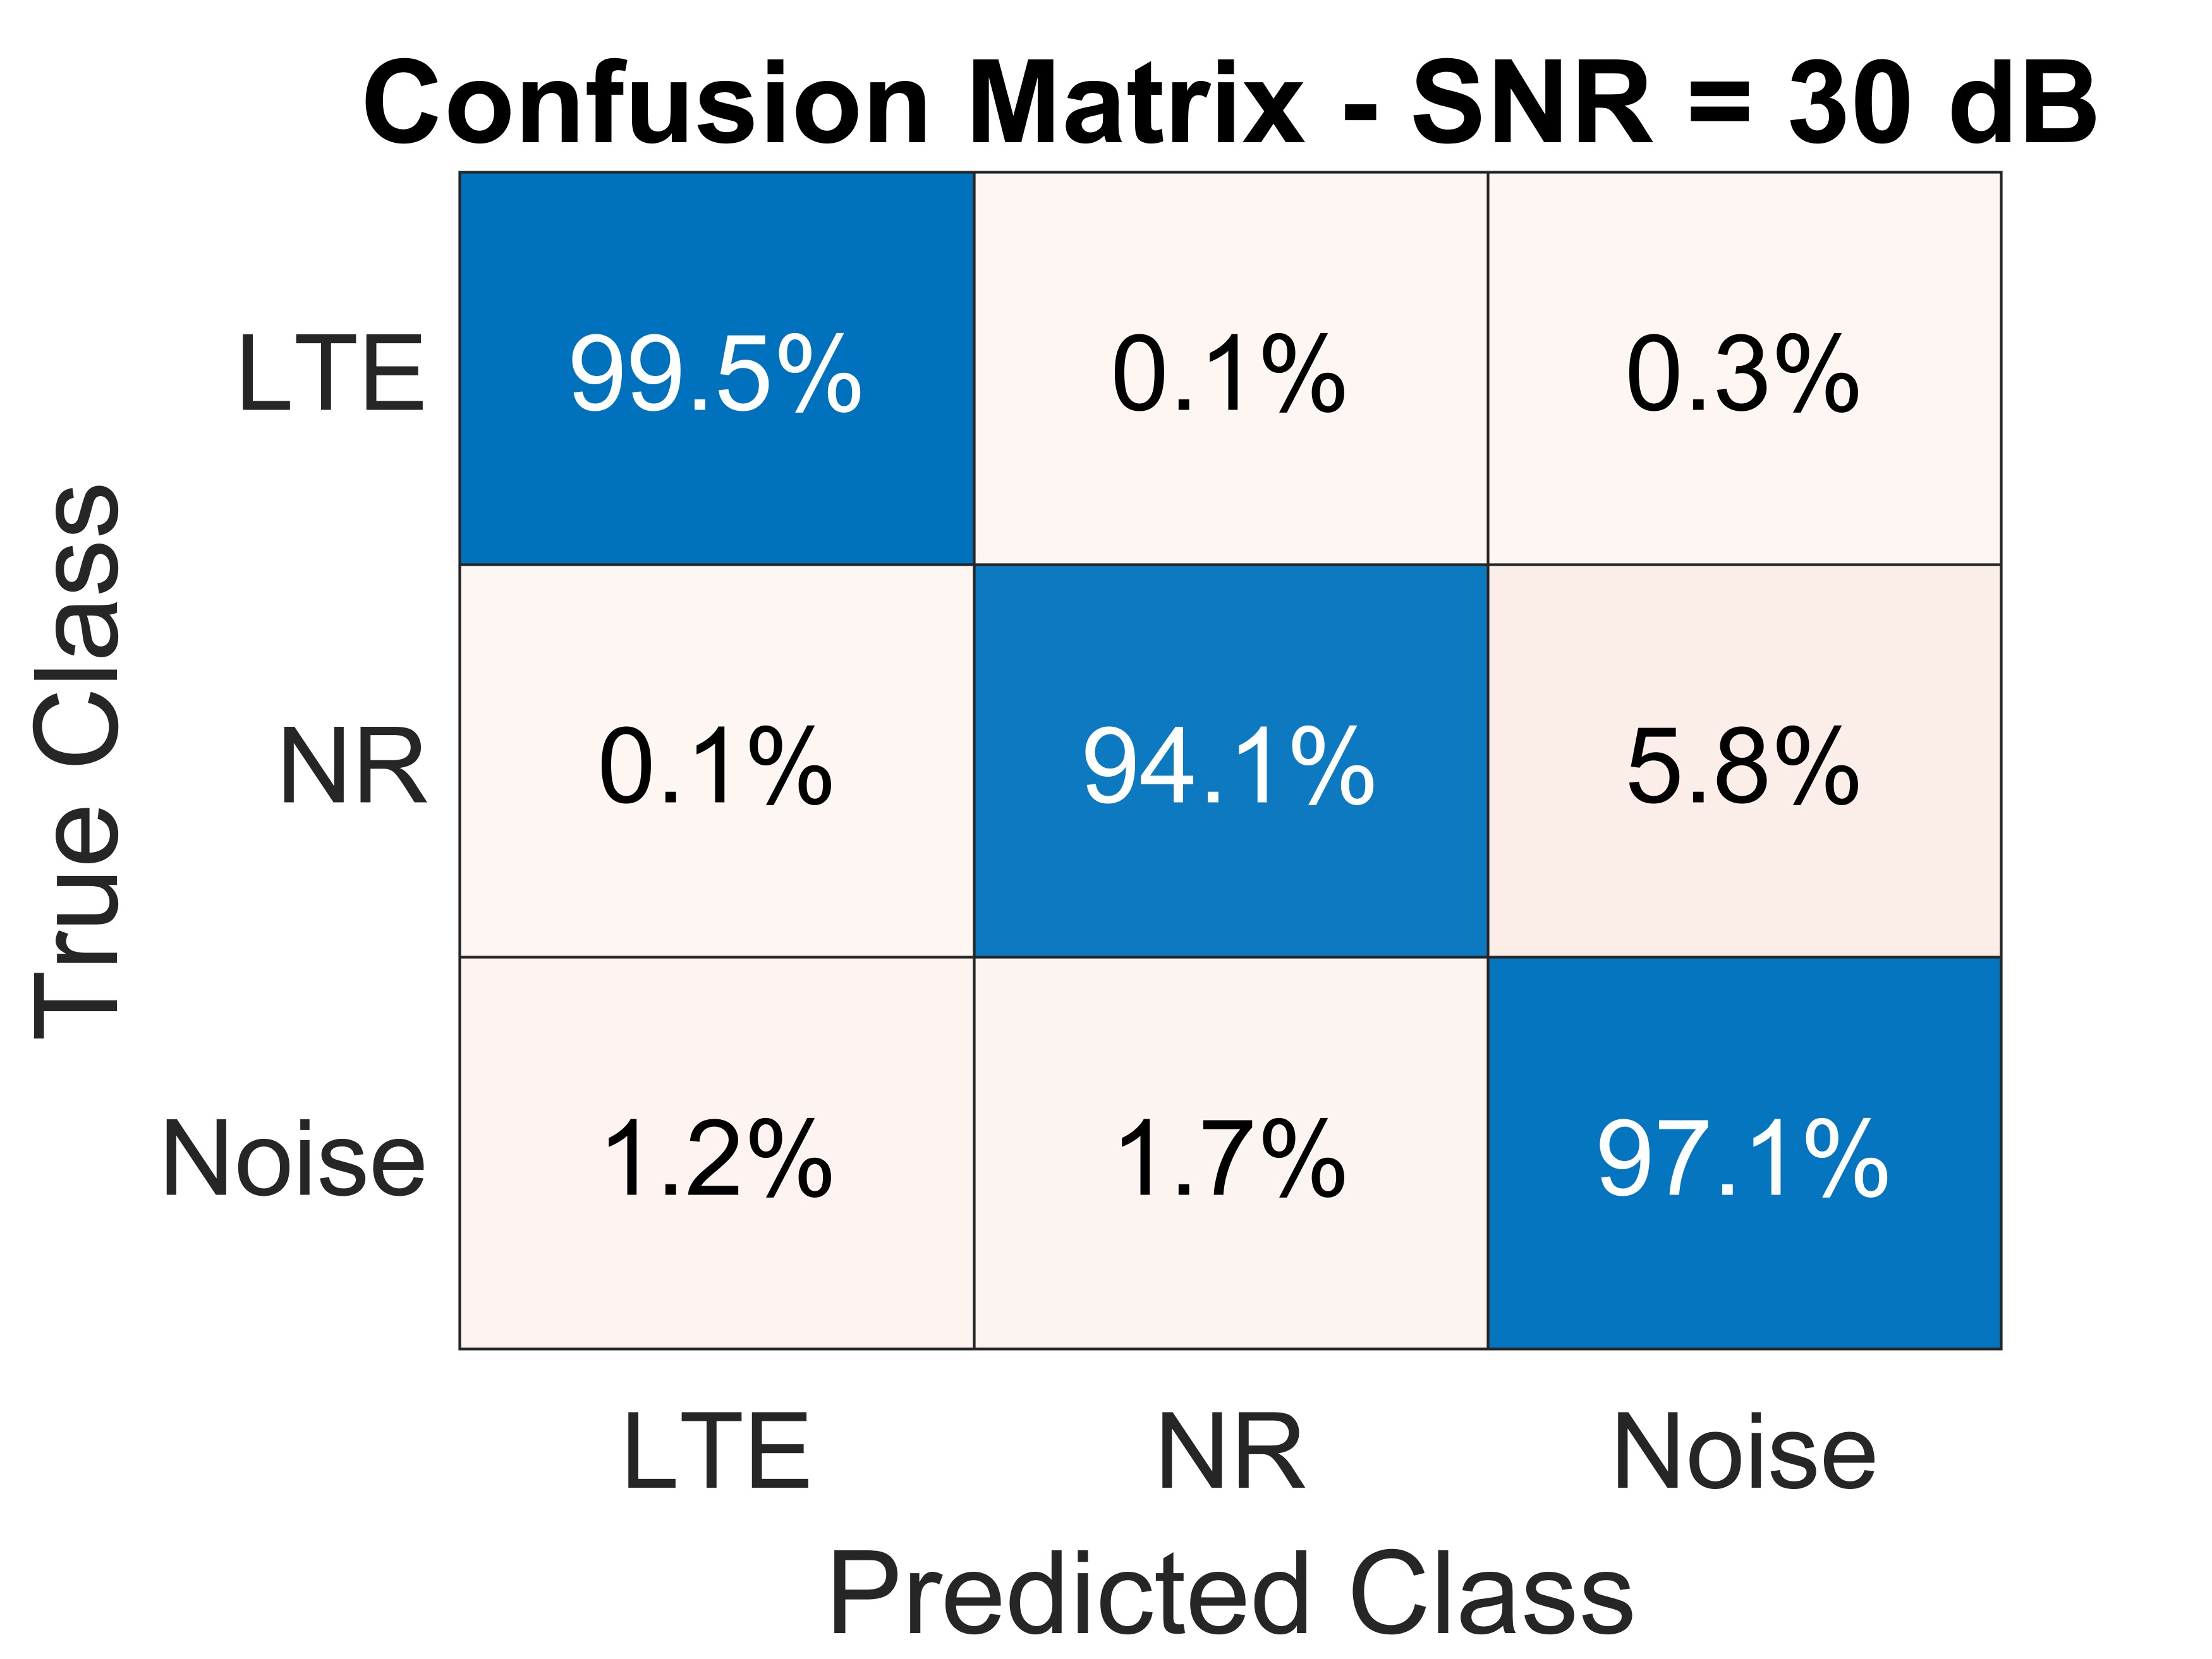 Confusion Matrix - SNR = 30 dB
True Class
LTE 99.5% 0.1% 0.3%
NR 0.1% 94.1% 5.8%
Noise 1.2% 1.7% 97.1%
LTE NR Noise
Predicted Class